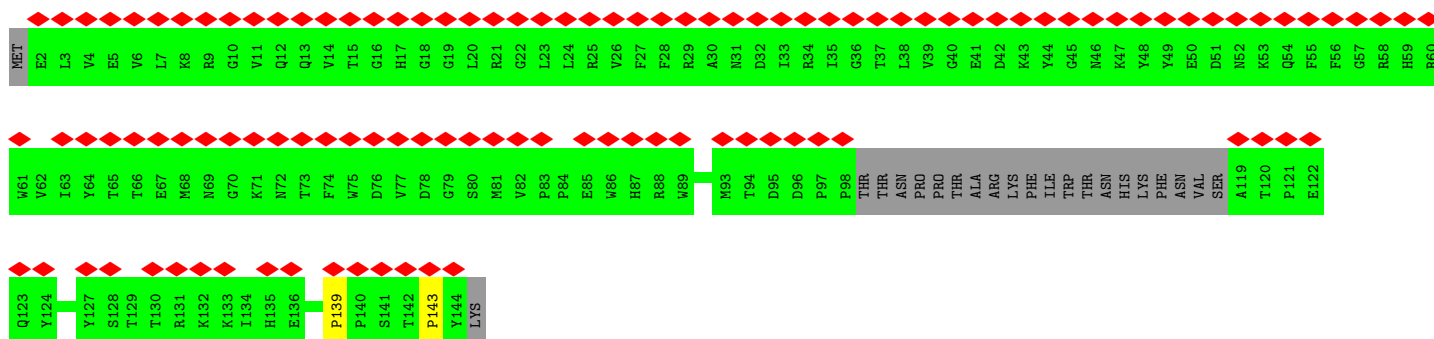 MET E2 L3 V4 E5 V6 L7 K8 R9 G10 V11 Q12 Q13 V14 T15 G16 H17 G18 G19 L20 R21 G22 L23 L24 R25 V26 F27 F28 R29 A30 N31 D32 I33 R34 I35 G36 T37 L38 V39 G40 E41 D42 K43 Y44 G45 N46 K47 Y48 Y49 E50 D51 N52 K53 Q54 F55 F56 G57 R58 H59 R60
W61 V62 I63 Y64 T65 T66 E67 M68 N69 G70 K71 N72 T73 F74 W75 D76 V77 D78 G79 S80 M81 V82 P83 P84 E85 W86 H87 R88 W89 M93 T94 D95 D96 P97 P98 THR THR ASN PRO PRO THR ALA ARG LYS PHE ILE TRP THR ASN HIS LYS PHE ASN VAL SER A119 T120 P121 E122
Q123 Y124 Y127 S128 T129 T130 R131 K132 K133 I134 H135 E136 P139 P140 S141 T142 P143 Y144 LYS